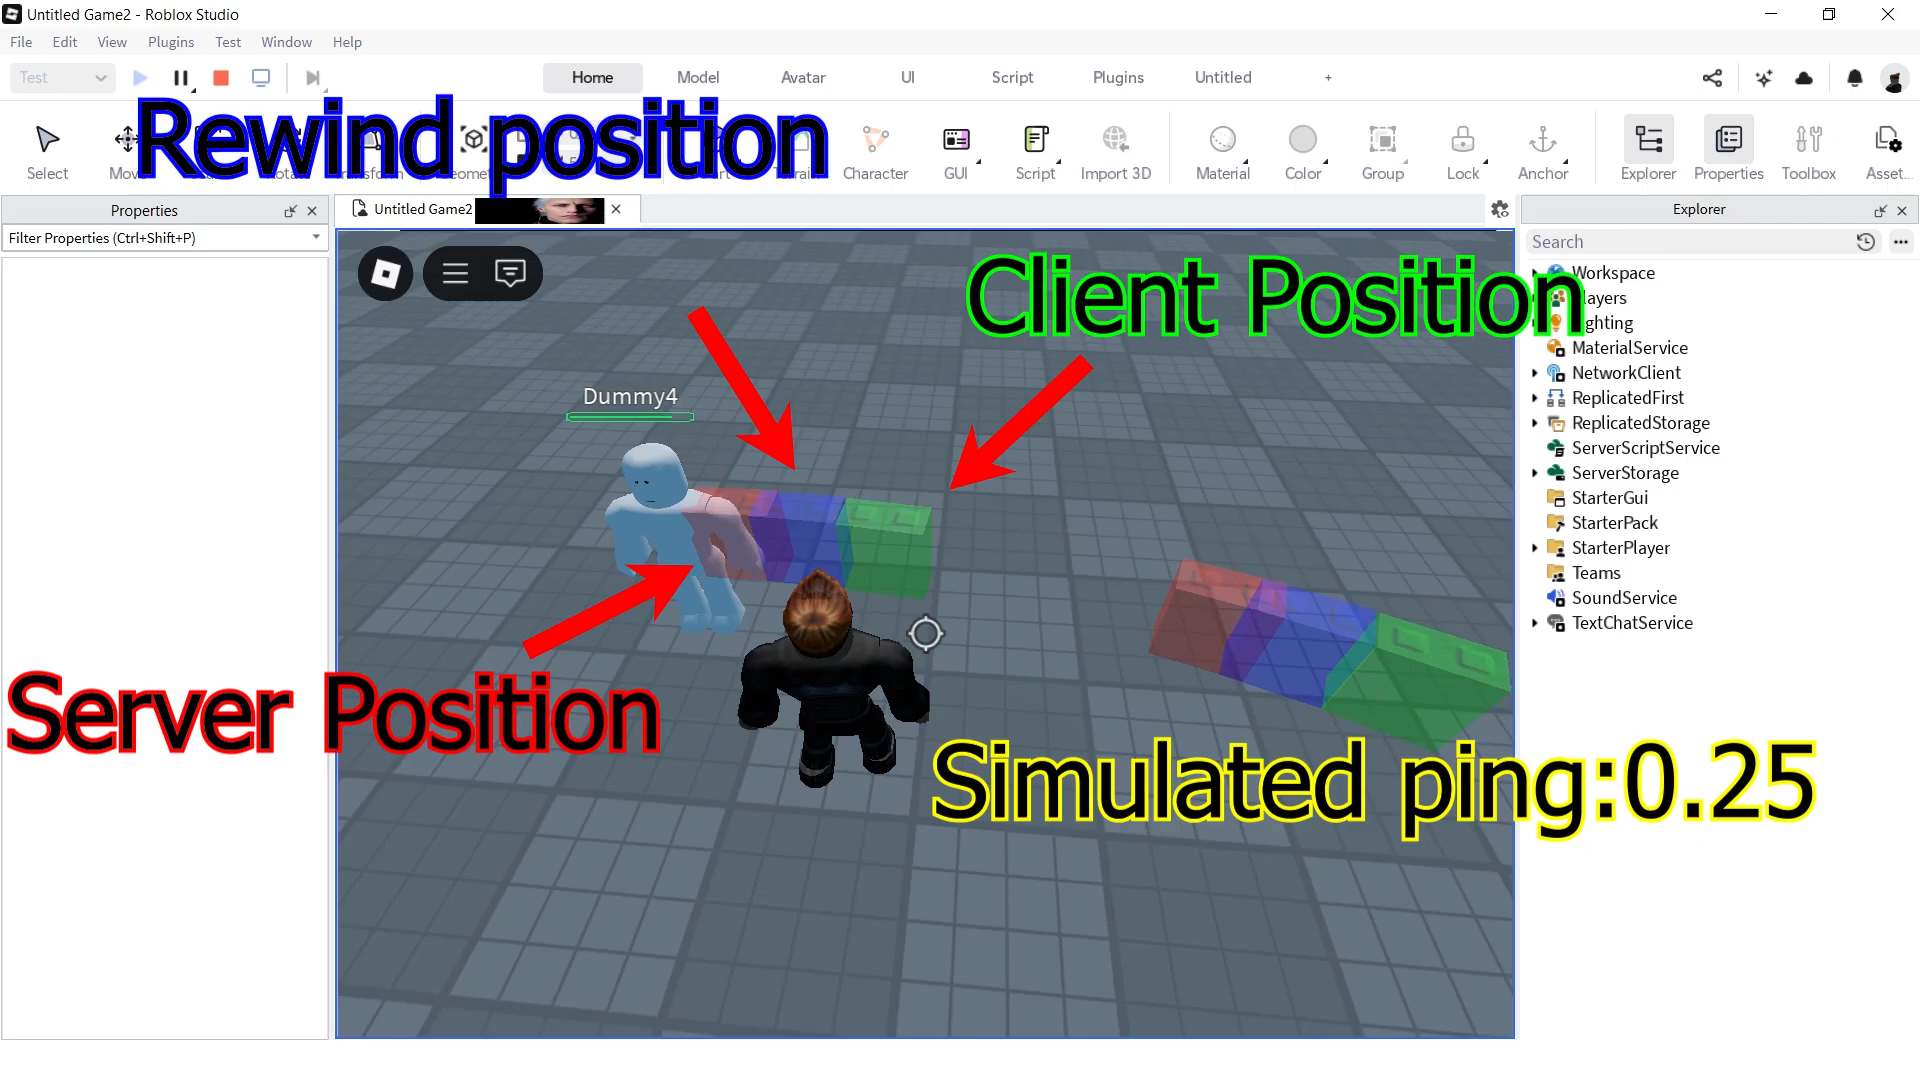 Untitled Game2 - Roblox Studio
File Edit View Plugins Test Window Help
Test
Home Model Avatar UI Script Plugins Untitled +
Rewind position
Select
Character GUI Script Import 3D Material Color Group Lock Anchor Explorer Properties Toolbox Asset...
Properties
Untitled Game2
Explorer
Filter Properties (Ctrl+Shift+P)
Search
Client Position
Workspace
MaterialService
NetworkClient
ReplicatedFirst
ReplicatedStorage
ServerScriptService
ServerStorage
StarterGui
StarterPack
StarterPlayer
Teams
SoundService
TextChatService
Dummy4
Server Position
Simulated ping:0.25